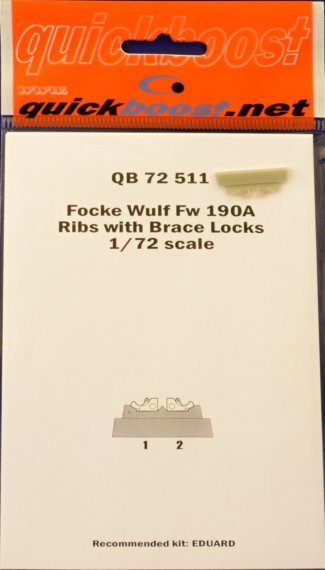 quickboost
www.
quickboost.net
QB 72 511
Focke Wulf Fw 190A
Ribs with Brace Locks
1/72 scale
1 2
Recommended kit: EDUARD